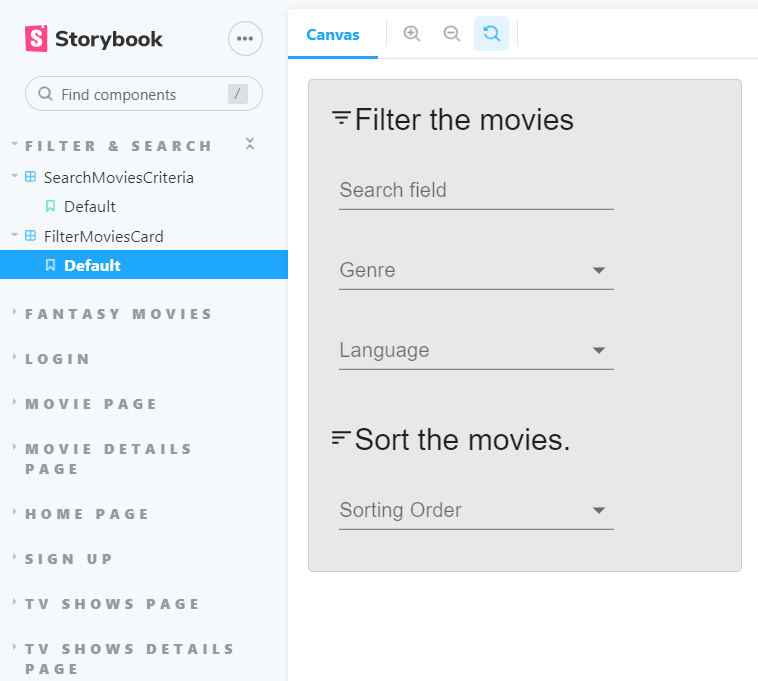 Storybook
Find components
/
FILTER & SEARCH
SearchMoviesCriteria
Default
FilterMoviesCard
Default
FANTASY MOVIES
LOGIN
MOVIE PAGE
MOVIE DETAILS
PAGE
HOME PAGE
SIGN UP
TV SHOWS PAGE
TV SHOWS DETAILS
PAGE
Canvas
Filter the movies
Search field
Genre
Language
Sort the movies.
Sorting Order